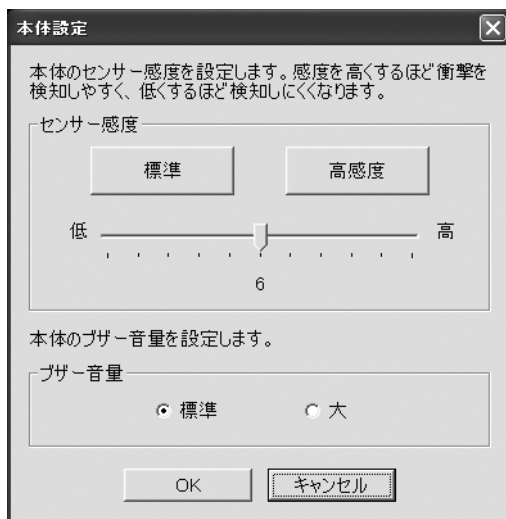 本体設定
本体のセンサー感度を設定します。感度を高くするほど衝撃を
検知しやすく、低くするほど検知しにくくなります。
センサー感度
標準 高感度
低 高
6
本体のブザー音量を設定します。
ブザー音量
標準 大
OK キャンセル